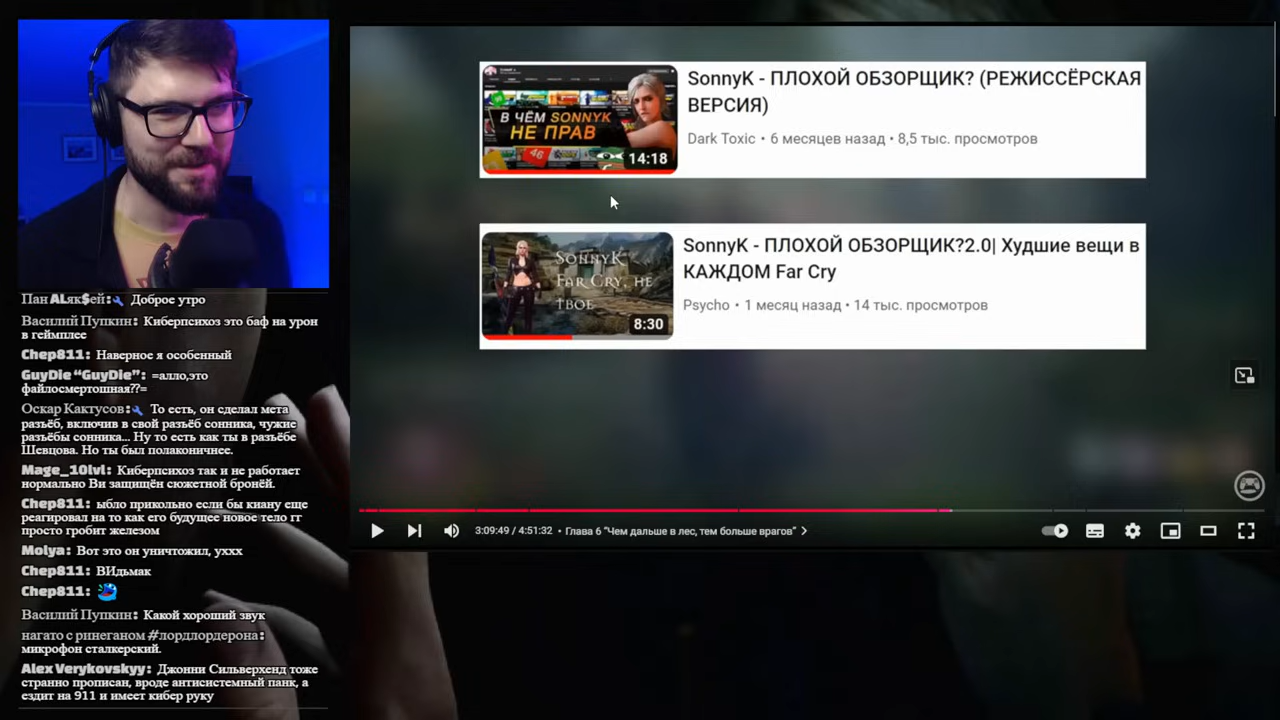 В ЧЁМ SONNYK
НЕ ПРАВ
46
14:18
SonnyK - ПЛОХОЙ ОБЗОРЩИК? (РЕЖИССЁРСКАЯ
ВЕРСИЯ)
Dark Toxic • 6 месяцев назад • 8,5 тыс. просмотров
SONNYK
FAR CRY, НЕ
ТВОЕ
8:30
SonnyK - ПЛОХОЙ ОБЗОРЩИК?2.0| Худшие вещи в
КАЖДОМ Far Cry
Psycho • 1 месяц назад • 14 тыс. просмотров
3:09:49 / 4:51:32 • Глава 6 “Чем дальше в лес, тем больше врагов” >
Пан ALяк$ей: Доброе утро
Василий Пупкин: Киберпсихоз это баф на урон
в геймплее
Chep811: Наверное я особенный
GuyDie “GuyDie”: =алло,это
файлосмертошная??=
Оскар Кактусов: То есть, он сделал мета
разъёб, включив в свой разъёб сонника, чужие
разъёбы сонника... Ну то есть как ты в разъёбе
Шевцова. Но ты был полаконичнее.
Mage_10lvl: Киберпсихоз так и не работает
нормально Ви защищён сюжетной бронёй.
Chep811: ыбло прикольно если бы киану еще
реагировал на то как его будущее новое тело гг
просто гробит железом
Molya: Вот это он уничтожил, уххх
Chep811: ВИдьмак
Chep811:
Василий Пупкин: Какой хороший звук
нагато с ринеганом #лордлордерона:
микрофон сталкерский.
Alex Verykovskyy: Джонни Сильверхенд тоже
странно прописан, вроде антисистемный панк, а
ездит на 911 и имеет кибер руку